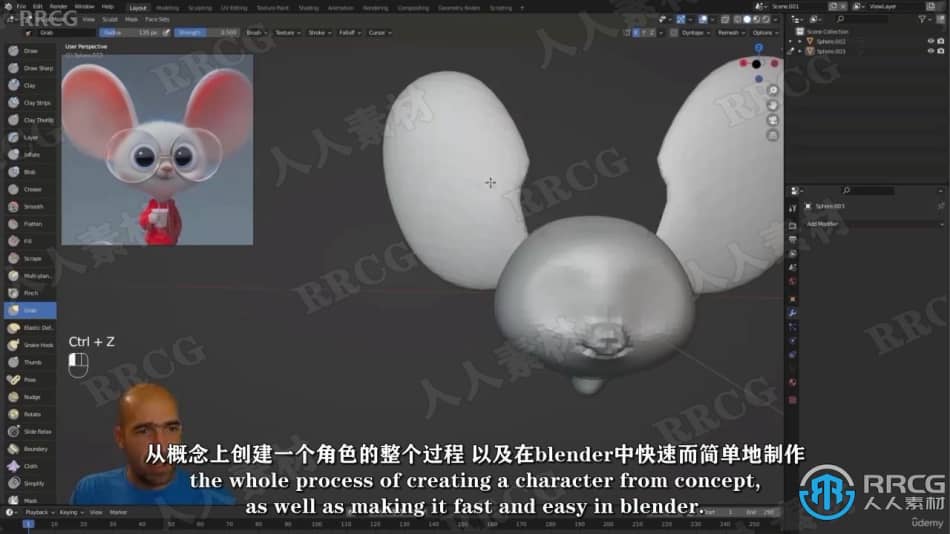 File Edit Render Window Help Layout Modeling Sculpting UV Editing Texture Paint Shading Animation Rendering Compositing Geometry Nodes Scripting Scene.001 ViewLayer
RRCG
View Sculpt Mask Face Sets
Grab Radius 135 px Strength 0.500 Brush Texture Stroke Falloff Cursor X Y Z Dyntopo Remesh Options
User Perspective
Scene Collection
Sphere.002
Sphere.003
Draw
Draw Sharp
Clay
Clay Strips
Clay Thumb
Layer
Inflate
Blob
Crease
Smooth
Flatten
Fill
Scrape
Multi-plan..
Pinch
Grab
Elastic Def..
Snake Hook
Thumb
Pose
Nudge
Rotate
Slide Relax
Boundary
Cloth
Simplify
Mask
Sphere.003
Add Modifier
Ctrl + Z
从概念上创建一个角色的整个过程 以及在blender中快速而简单地制作
the whole process of creating a character from concept,
as well as making it fast and easy in blender.
Playback Keying View Marker
Start 1 End 250
RRCG
人人素材
ûdemy